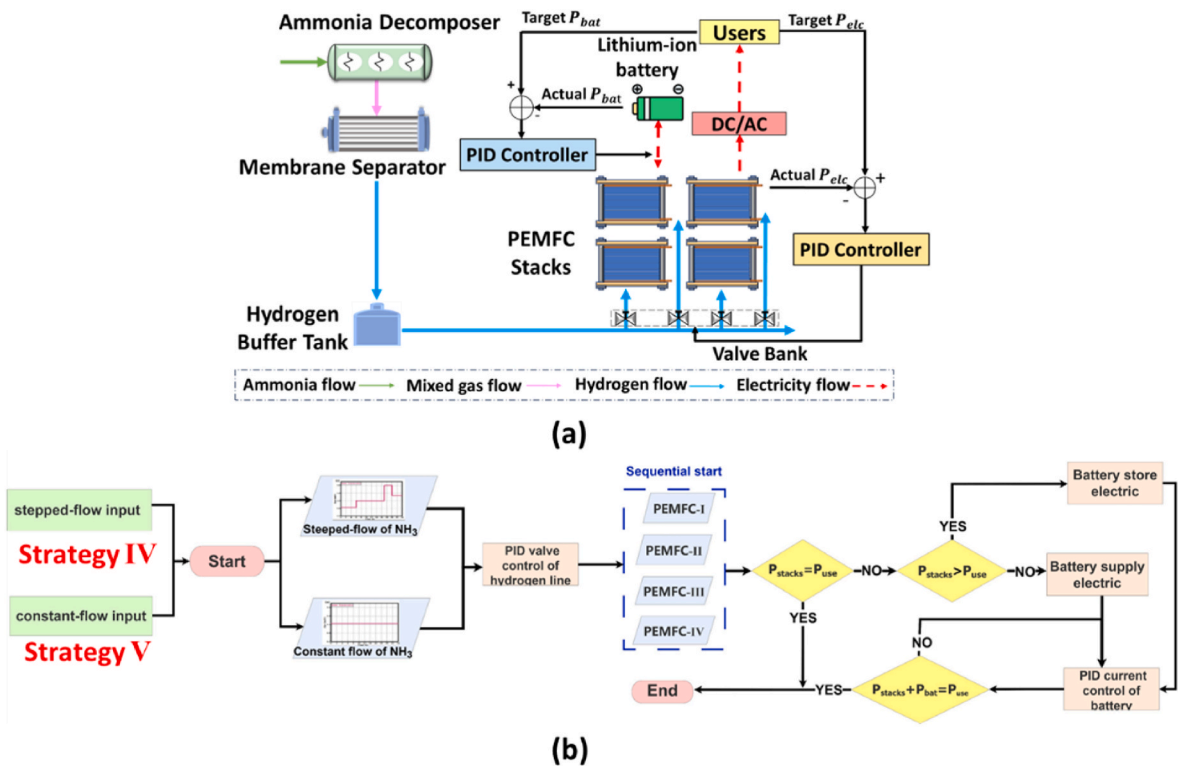 Ammonia Decomposer
Target P_bat
Users
Target P_elc
Lithium-ion
battery
Actual P_bat
DC/AC
PID Controller
Membrane Separator
Actual P_elc
PEMFC
Stacks
PID Controller
Hydrogen
Buffer Tank
Valve Bank
Ammonia flow
Mixed gas flow
Hydrogen flow
Electricity flow
(a)
stepped-flow input
Strategy IV
constant-flow input
Strategy V
Start
Steeped-flow of NH3
Constant flow of NH3
PID valve
control of
hydrogen line
Sequential start
PEMFC-I
PEMFC-II
PEMFC-III
PEMFC-IV
P_stacks=P_use
NO
YES
P_stacks>P_use
YES
NO
Battery store
electric
Battery supply
electric
NO
PID current
control of
battery
P_stacks+P_bat=P_use
YES
End
(b)